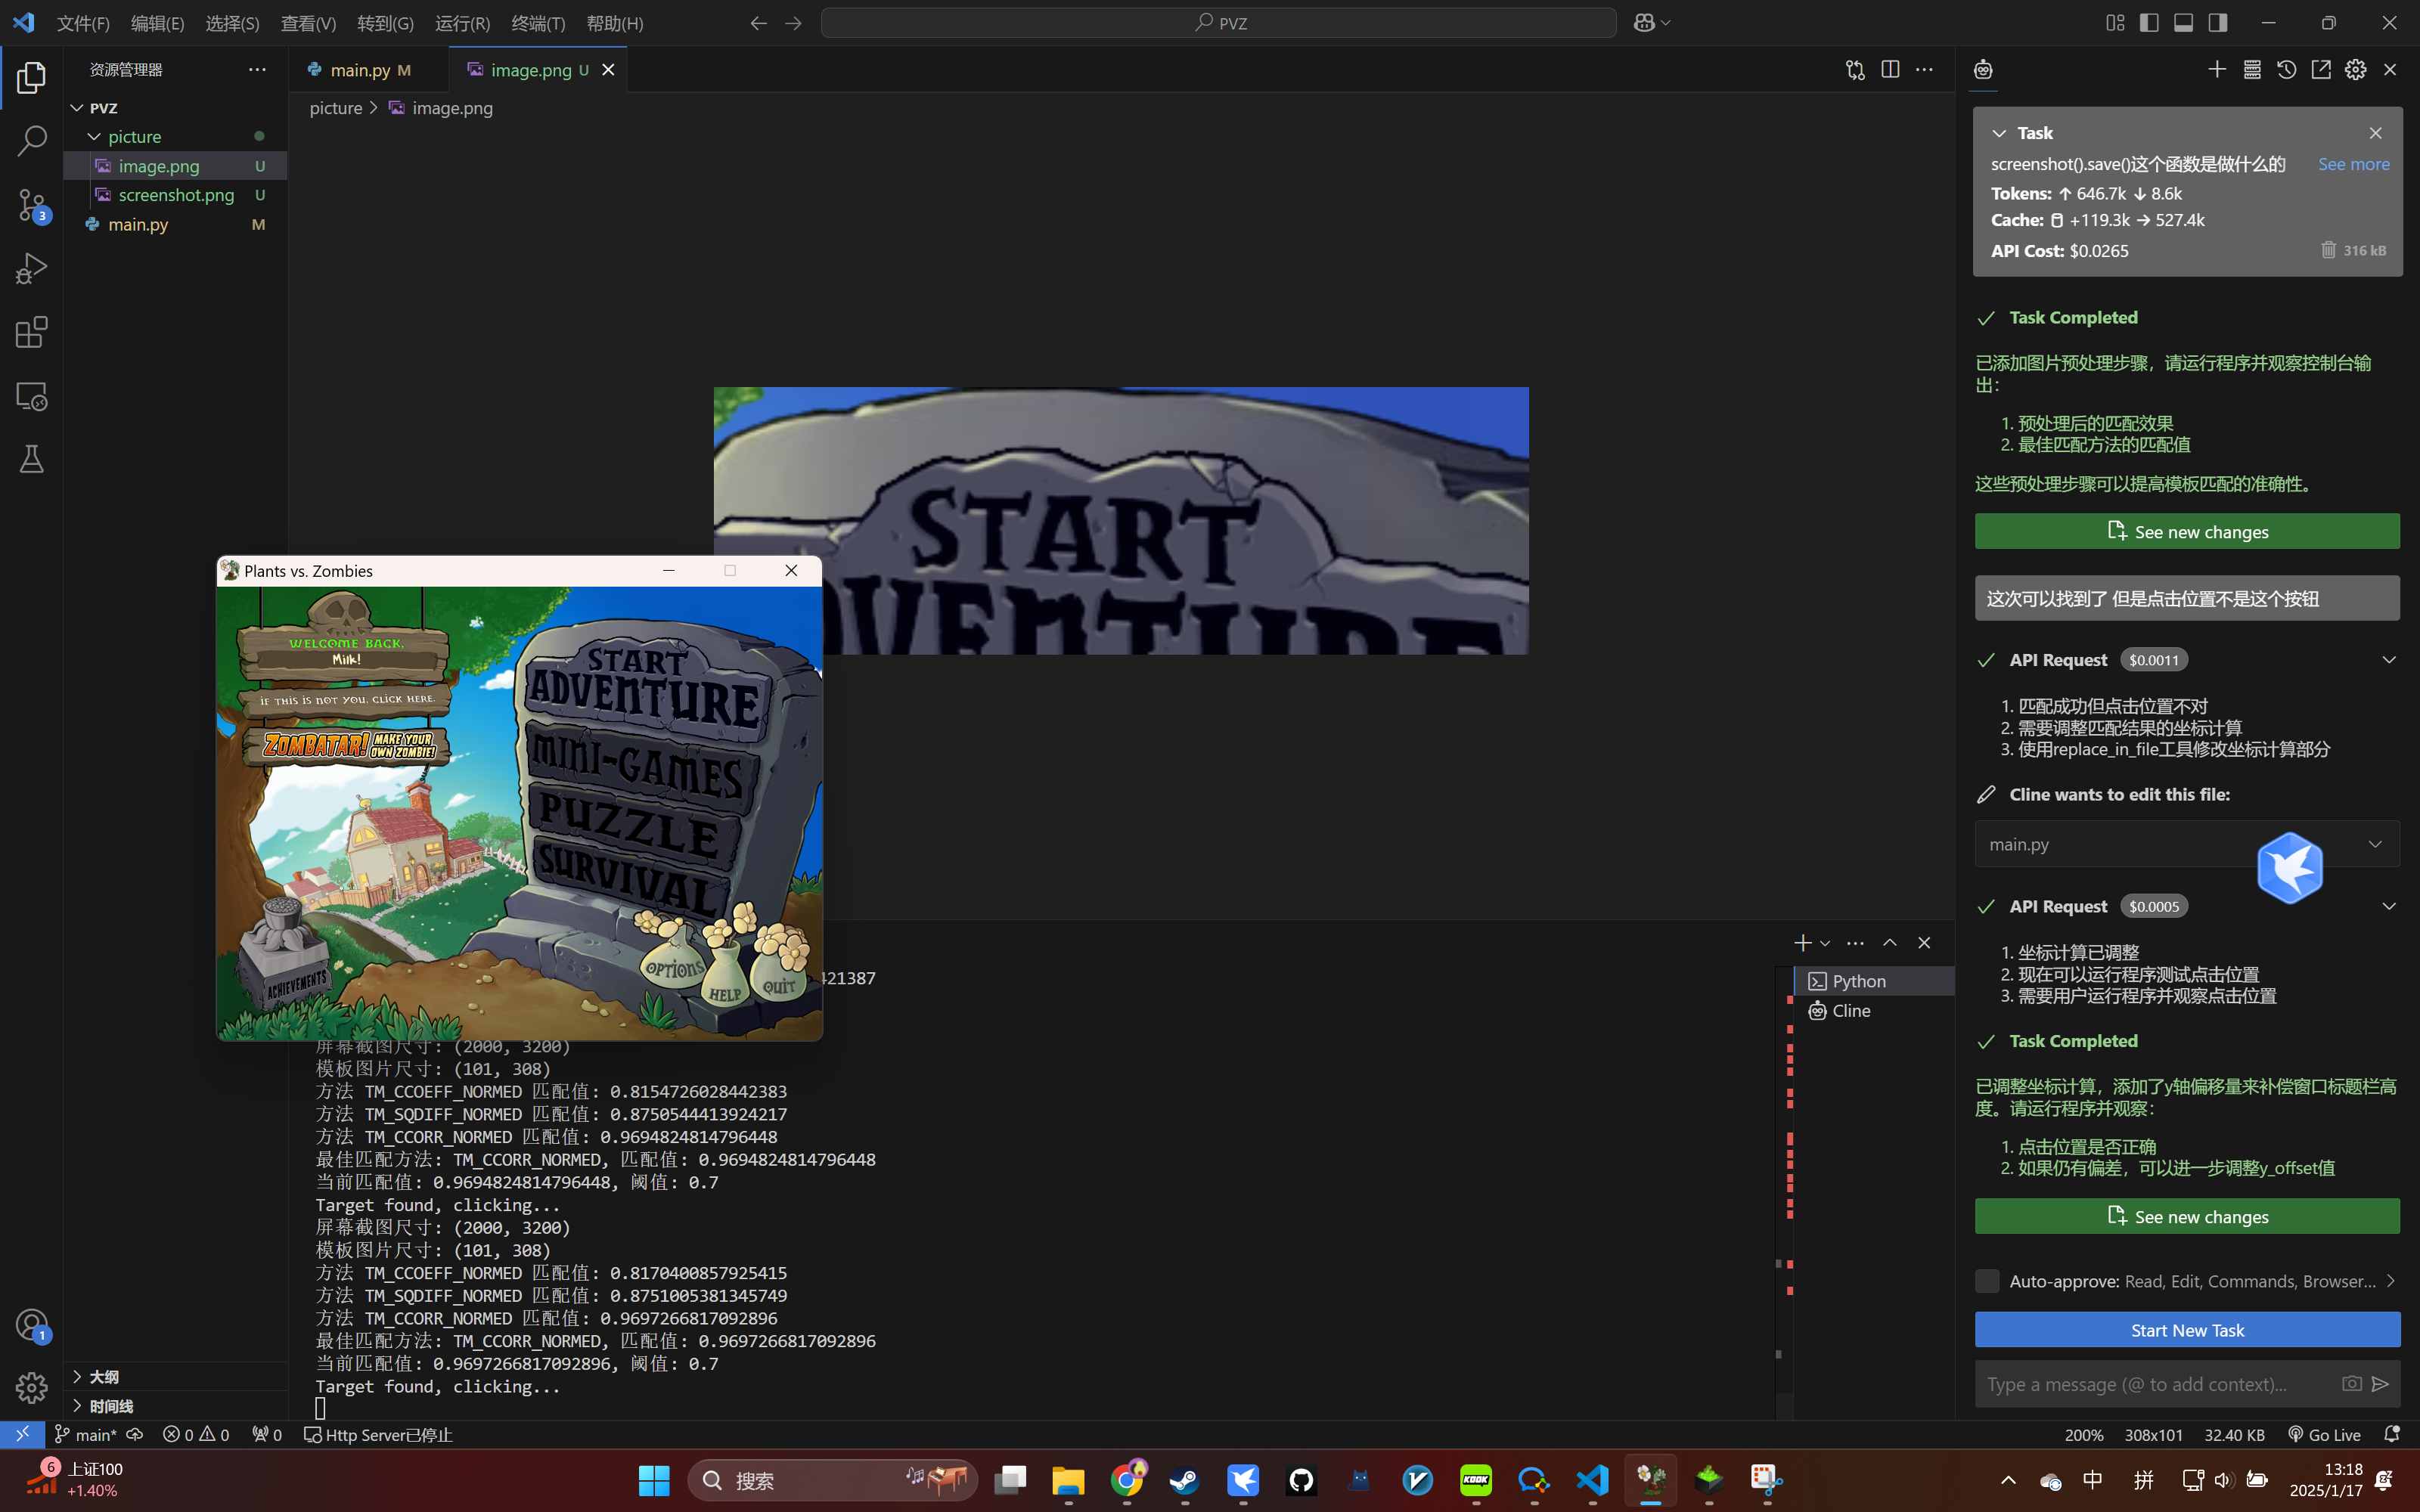 文件(F) 编辑(E) 选择(S) 查看(V) 转到(G) 运行(R) 终端(T) 帮助(H)
PVZ
资源管理器
PVZ
picture
image.png U
screenshot.png U
main.py M
3
1
大纲
时间线
main.py M
image.png U
picture > image.png
START
ADVENTURE
Plants vs. Zombies
WELCOME BACK,
Milk!
IF THIS IS NOT YOU, CLICK HERE.
ZOMBATAR! MAKE YOUR
OWN ZOMBIE!
START
ADVENTURE
MINI-GAMES
PUZZLE
SURVIVAL
ACHIEVEMENTS
OPTIONS
HELP
QUIT
421387
屏幕截图尺寸: (2000, 3200)
模板图片尺寸: (101, 308)
方法 TM_CCOEFF_NORMED 匹配值: 0.8154726028442383
方法 TM_SQDIFF_NORMED 匹配值: 0.8750544413924217
方法 TM_CCORR_NORMED 匹配值: 0.9694824814796448
最佳匹配方法: TM_CCORR_NORMED, 匹配值: 0.9694824814796448
当前匹配值: 0.9694824814796448, 阈值: 0.7
Target found, clicking...
屏幕截图尺寸: (2000, 3200)
模板图片尺寸: (101, 308)
方法 TM_CCOEFF_NORMED 匹配值: 0.8170400857925415
方法 TM_SQDIFF_NORMED 匹配值: 0.8751005381345749
方法 TM_CCORR_NORMED 匹配值: 0.9697266817092896
最佳匹配方法: TM_CCORR_NORMED, 匹配值: 0.9697266817092896
当前匹配值: 0.9697266817092896, 阈值: 0.7
Target found, clicking...
Python
Cline
Task
screenshot().save()这个函数是做什么的 See more
Tokens: ↑ 646.7k ↓ 8.6k
Cache: +119.3k → 527.4k
API Cost: $0.0265 316 kB
Task Completed
已添加图片预处理步骤，请运行程序并观察控制台输
出：
1. 预处理后的匹配效果
2. 最佳匹配方法的匹配值
这些预处理步骤可以提高模板匹配的准确性。
See new changes
这次可以找到了 但是点击位置不是这个按钮
API Request $0.0011
1. 匹配成功但点击位置不对
2. 需要调整匹配结果的坐标计算
3. 使用replace_in_file工具修改坐标计算部分
Cline wants to edit this file:
main.py
API Request $0.0005
1. 坐标计算已调整
2. 现在可以运行程序测试点击位置
3. 需要用户运行程序并观察点击位置
Task Completed
已调整坐标计算，添加了y轴偏移量来补偿窗口标题栏高
度。请运行程序并观察：
1. 点击位置是否正确
2. 如果仍有偏差，可以进一步调整y_offset值
See new changes
Auto-approve: Read, Edit, Commands, Browser...
Start New Task
Type a message (@ to add context)...
main* 0 0 0 Http Server已停止
200% 308x101 32.40 KB Go Live
6
上证100
+1.40%
搜索
KOOK
中 拼
13:18
2025/1/17